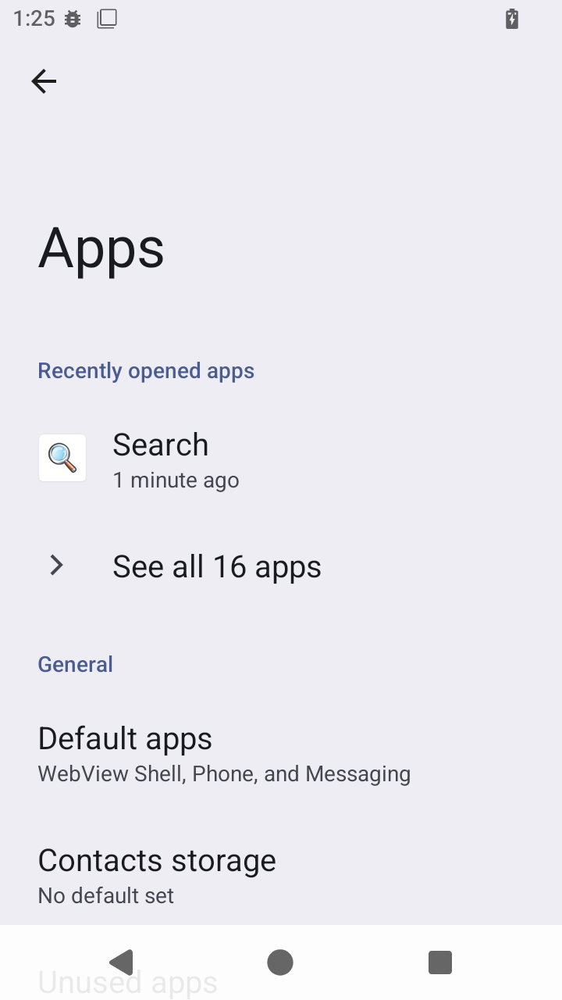 1:25
Apps
Recently opened apps
Search
1 minute ago
See all 16 apps
General
Default apps
WebView Shell, Phone, and Messaging
Contacts storage
No default set
Unused apps